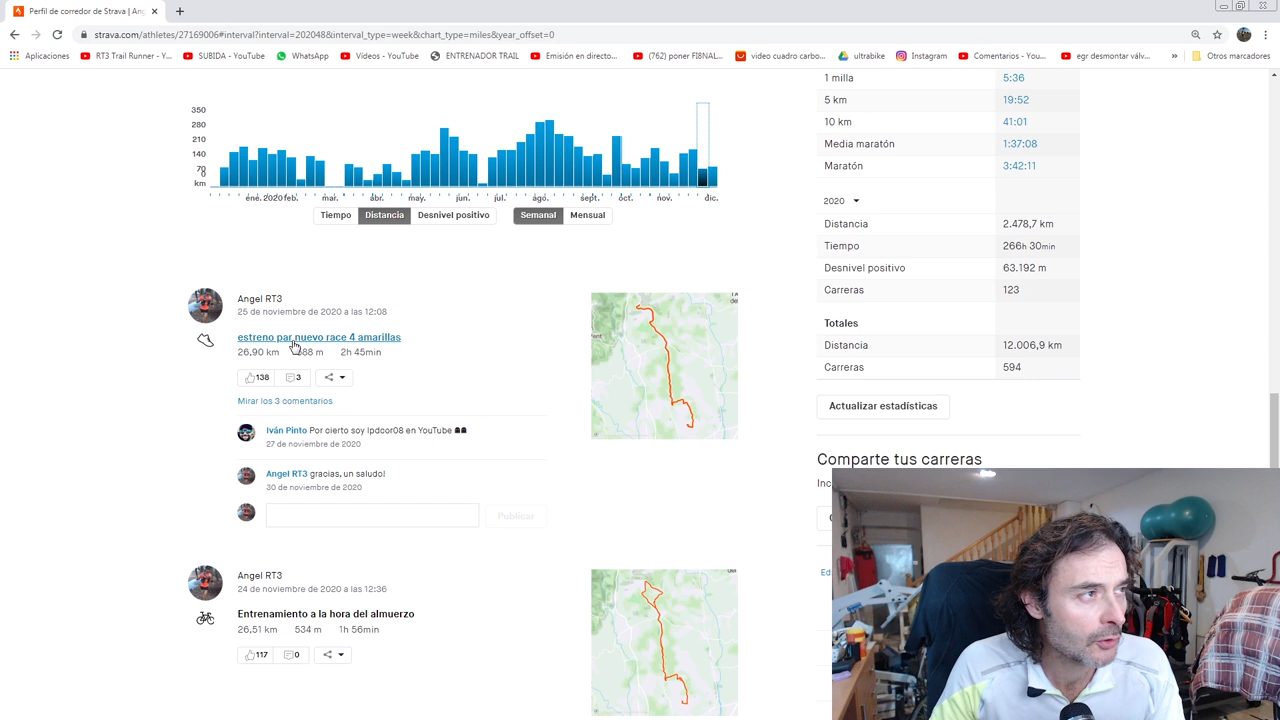 Perfil de corredor de Strava | Ang
strava.com/athletes/27169006#interval?interval=202048&interval_type=week&chart_type=miles&year_offset=0
Aplicaciones
RT3 Trail Runner - Y...
SUBIDA - YouTube
WhatsApp
Vídeos - YouTube
ENTRENADOR TRAIL
Emisión en directo...
(762) poner FI8NAL...
video cuadro carbo...
ultrabike
Instagram
Comentarios - You...
egr desmontar válv...
»
Otros marcadores
350
280
210
140
70
0
km
ene. 2020 feb. mar. abr. may. jun. jul. ago. sept. oct. nov. dic.
Tiempo Distancia Desnivel positivo Semanal Mensual
Angel RT3
25 de noviembre de 2020 a las 12:08
estreno par nuevo race 4 amarillas
26,90 km 88 m 2h 45min
138 3
Mirar los 3 comentarios
Iván Pinto Por cierto soy Ipdoor08 en YouTube
27 de noviembre de 2020
Angel RT3 gracias, un saludo!
30 de noviembre de 2020
Publicar
Angel RT3
24 de noviembre de 2020 a las 12:36
Entrenamiento a la hora del almuerzo
26,51 km 534 m 1h 56min
117 0
1 milla 5:36
5 km 19:52
10 km 41:01
Media maratón 1:37:08
Maratón 3:42:11
2020
Distancia 2.478,7 km
Tiempo 266h 30min
Desnivel positivo 63.192 m
Carreras 123
Totales
Distancia 12.006,9 km
Carreras 594
Actualizar estadísticas
Comparte tus carreras
Inc
Ed